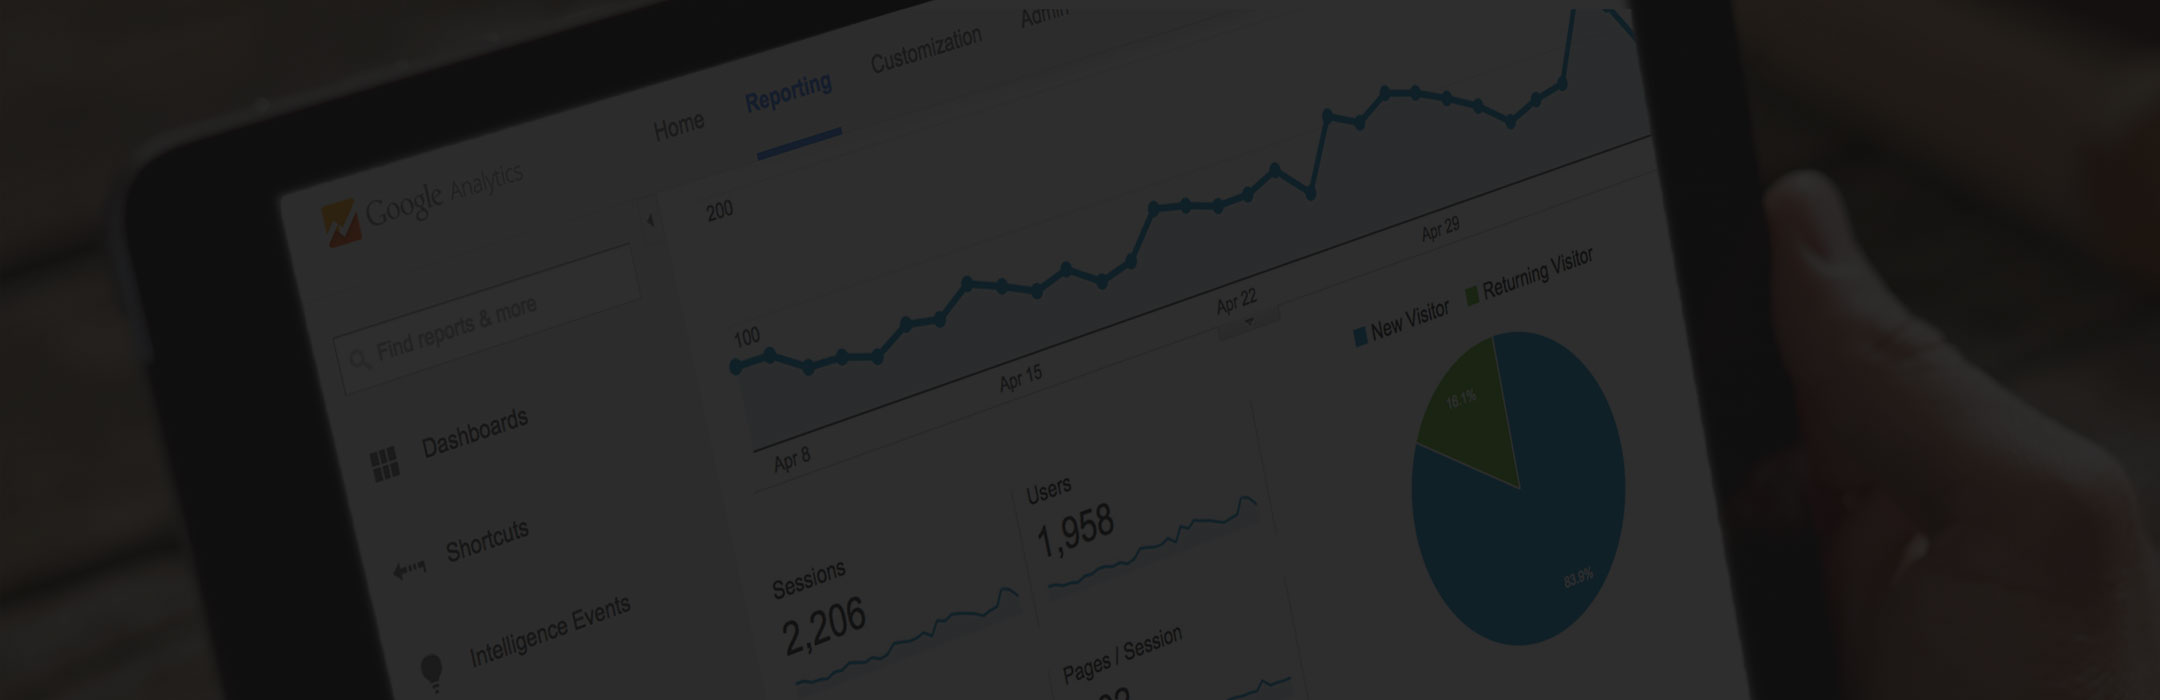 Home
Reporting
Customization
Admin
Google Analytics
Find reports & more
Dashboards
Shortcuts
Intelligence Events
200
100
Apr 8
Apr 15
Apr 22
Apr 29
New Visitor
Returning Visitor
16.1%
83.9%
Sessions
2,206
Users
1,958
Pages / Session